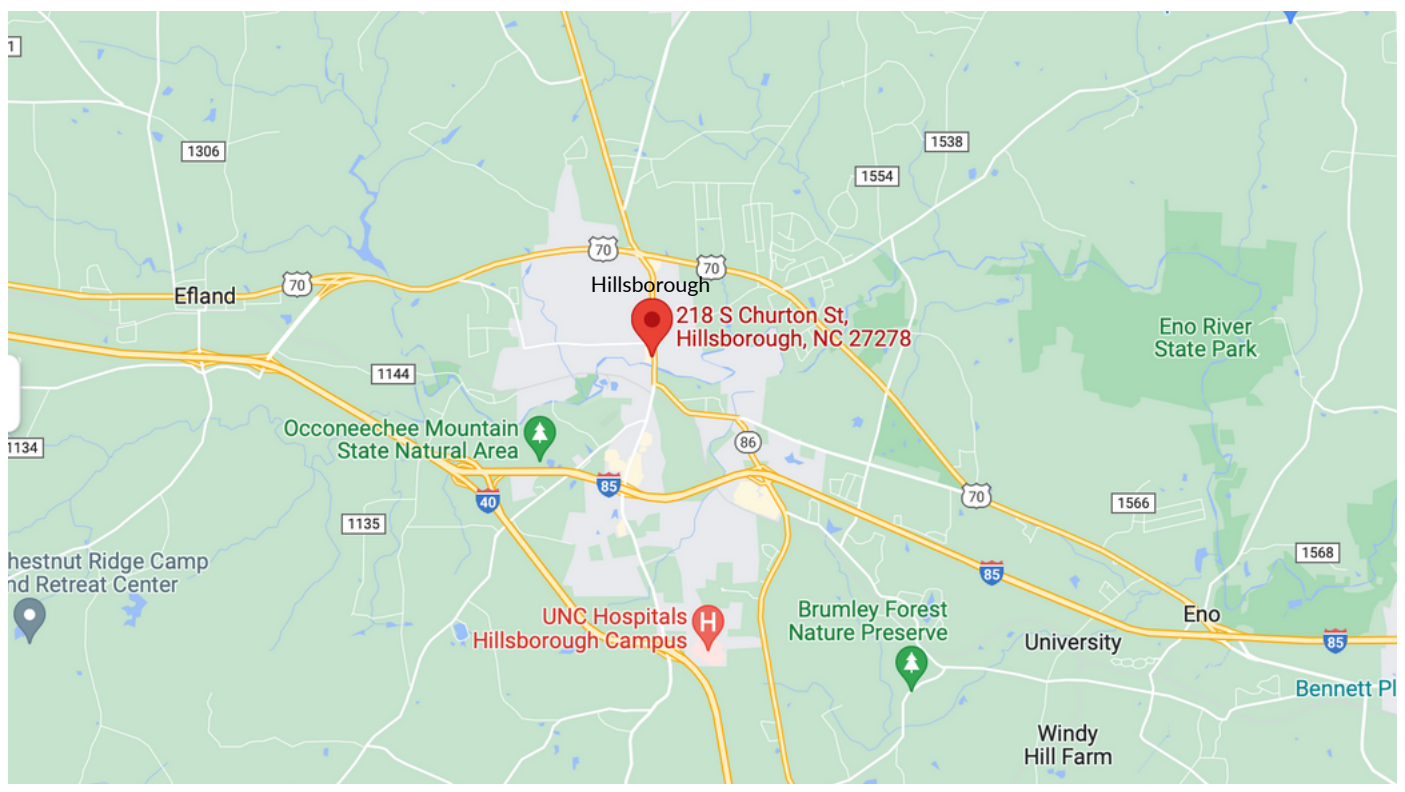 1
1306
1538
1554
70
70
Hillsborough
70
Efland
218 S Churton St,
Hillsborough, NC 27278
Eno River
State Park
1144
Occoneechee Mountain
State Natural Area
86
1134
85
40
70
1566
1135
1568
hestnut Ridge Camp
nd Retreat Center
85
UNC Hospitals
Hillsborough Campus
H
Brumley Forest
Nature Preserve
Eno
University
85
Bennett Pl
Windy
Hill Farm